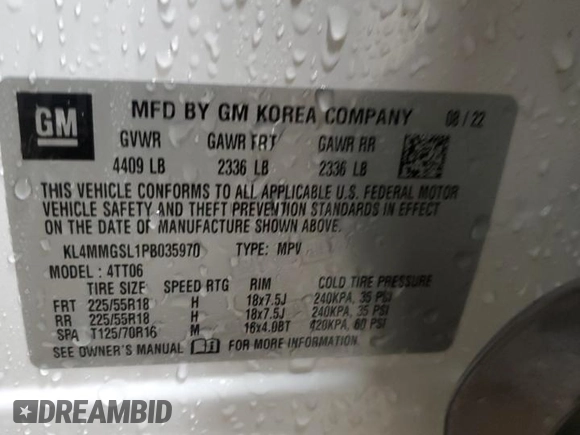 GM
MFD BY GM KOREA COMPANY 08 / 22
GVWR GAWR FRT GAWR RR
4409 LB 2336 LB 2336 LB
THIS VEHICLE CONFORMS TO ALL APPLICABLE U.S. FEDERAL MOTOR
VEHICLE SAFETY AND THEFT PREVENTION STANDARDS IN EFFECT
ON THE DATE OF MANUFACTURE SHOWN ABOVE.
KL4MMGSL1PB035970 TYPE: MPV
MODEL : 4TT06
TIRE SIZE SPEED RTG RIM COLD TIRE PRESSURE
FRT 225/55R18 H 18x7.5J 240KPA, 35 PSI
RR 225/55R18 H 18x7.5J 240KPA, 35 PSI
SPA T125/70R16 M 16x4.0BT 420KPA, 60 PSI
SEE OWNER'S MANUAL FOR MORE INFORMATION.
DREAMBID